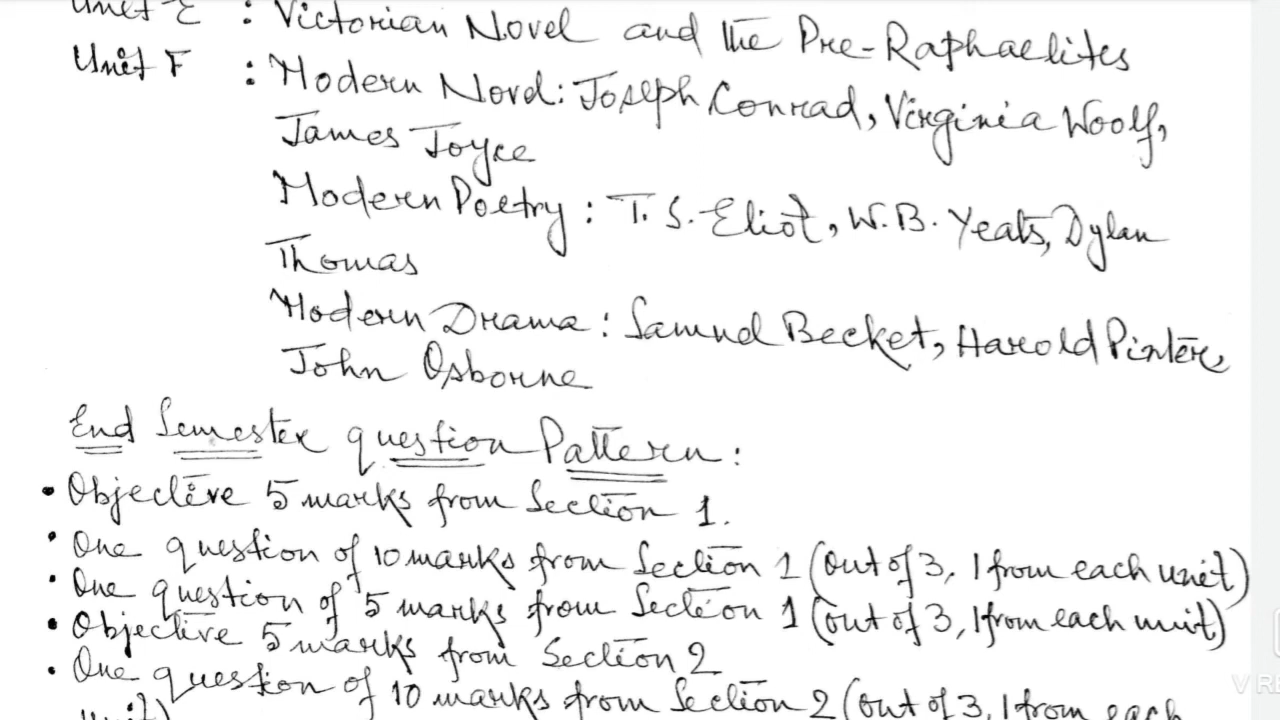 Unit E : Victorian Novel and the Pre-Raphaelites
Unit F : Modern Novel: Joseph Conrad, Virginia Woolf,
James Joyce
Modern Poetry : T. S. Eliot, W.B. Yeats, Dylan
Thomas
Modern Drama : Samuel Becket, Harold Pinter,
John Osborne
End Semester question Pattern :
• Objective 5 marks from Section 1.
• One question of 10 marks from Section 1 (out of 3, 1 from each unit)
• One question of 5 marks from Section 1 (out of 3, 1 from each unit)
• Objective 5 marks from Section 2
• One question of 10 marks from Section 2 (out of 3, 1 from each
unit)